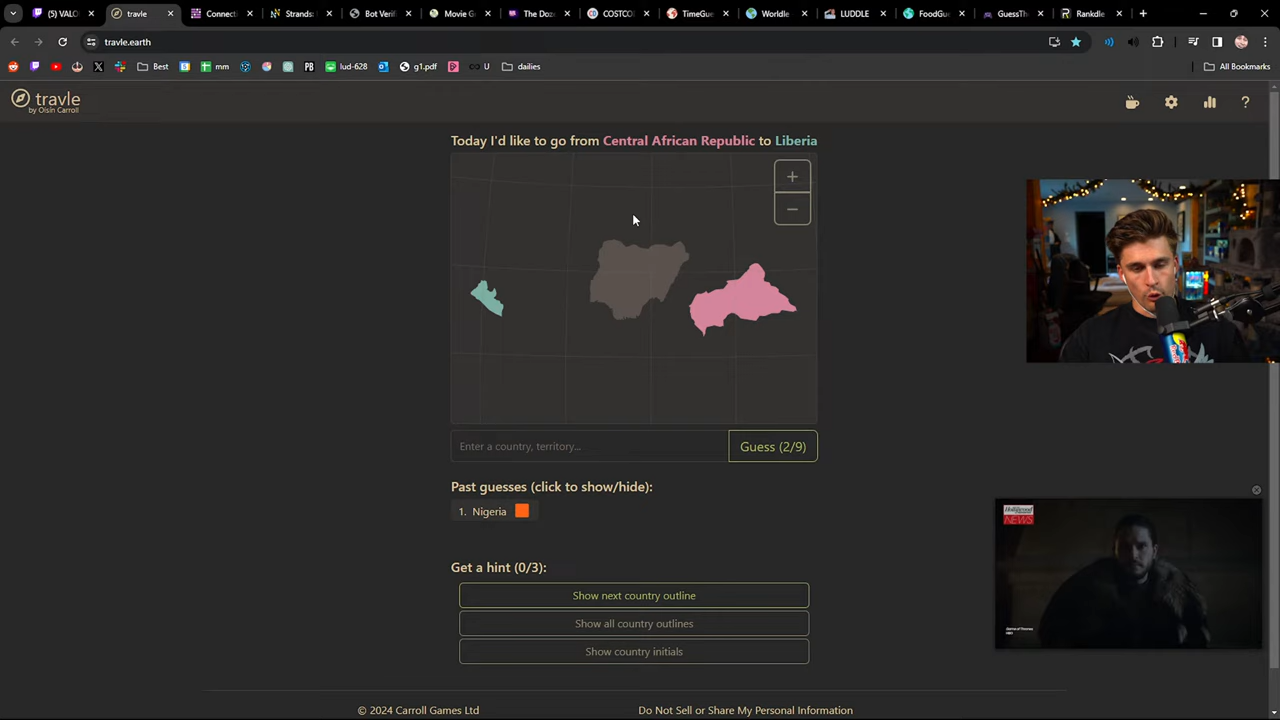 (5) VALO
travle
Connecti
Strands:
Bot Verifi
Movie G
The Doz
COSTCO
TimeGue
Worldle
LUDDLE
FoodGu
GuessTh
Rankdle
travle.earth
Best
mm
lud-628
g1.pdf
U
dailies
All Bookmarks
travle
by Oisín Carroll
Today I'd like to go from Central African Republic to Liberia
+
−
Enter a country, territory...
Guess (2/9)
Past guesses (click to show/hide):
1. Nigeria
Get a hint (0/3):
Show next country outline
Show all country outlines
Show country initials
© 2024 Carroll Games Ltd
Do Not Sell or Share My Personal Information
NEWS